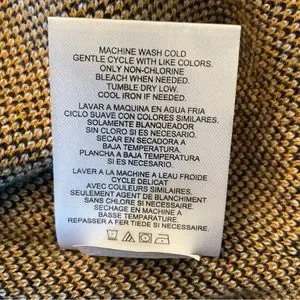 MACHINE WASH COLD
GENTLE CYCLE WITH LIKE COLORS.
ONLY NON-CHLORINE
BLEACH WHEN NEEDED.
TUMBLE DRY LOW.
COOL IRON IF NEEDED.
LAVAR A MAQUINA EN AGUA FRIA
CICLO SUAVE CON COLORES SIMILARES.
SOLAMENTE BLANQUEADOR
SIN CLORO SI ES NECESARIO.
SECAR EN SECADORA A
BAJA TEMPERATURA.
PLANCHA A BAJA TEMPERATURA
SI ES NECESARIO.
LAVER A LA MACHINE A LEAU FROIDE
CYCLE DELICAT
AVEC COULEURS SIMILAIRES.
SEULEMENT AGENT DE BLANCHIMENT
SANS CHLORE SI NECESSAIRE.
SECHAGE EN MACHINE A
BASSE TEMPARATURE.
REPASSER A FER TIEDE SI NECESSAIRE.